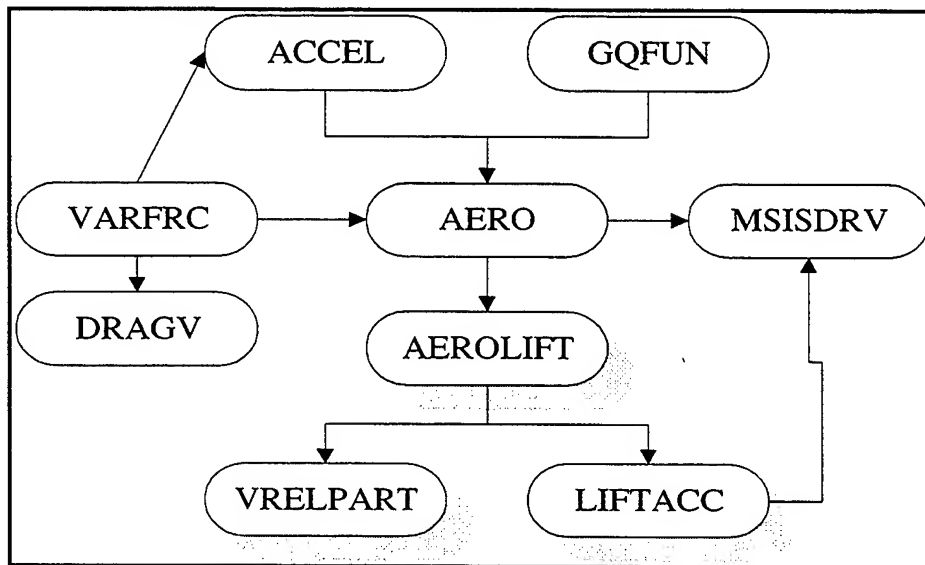 ACCEL
GQFUN
VARFRC
AERO
MSISDRV
DRAGV
AEROLIFT
VRELPART
LIFTACC